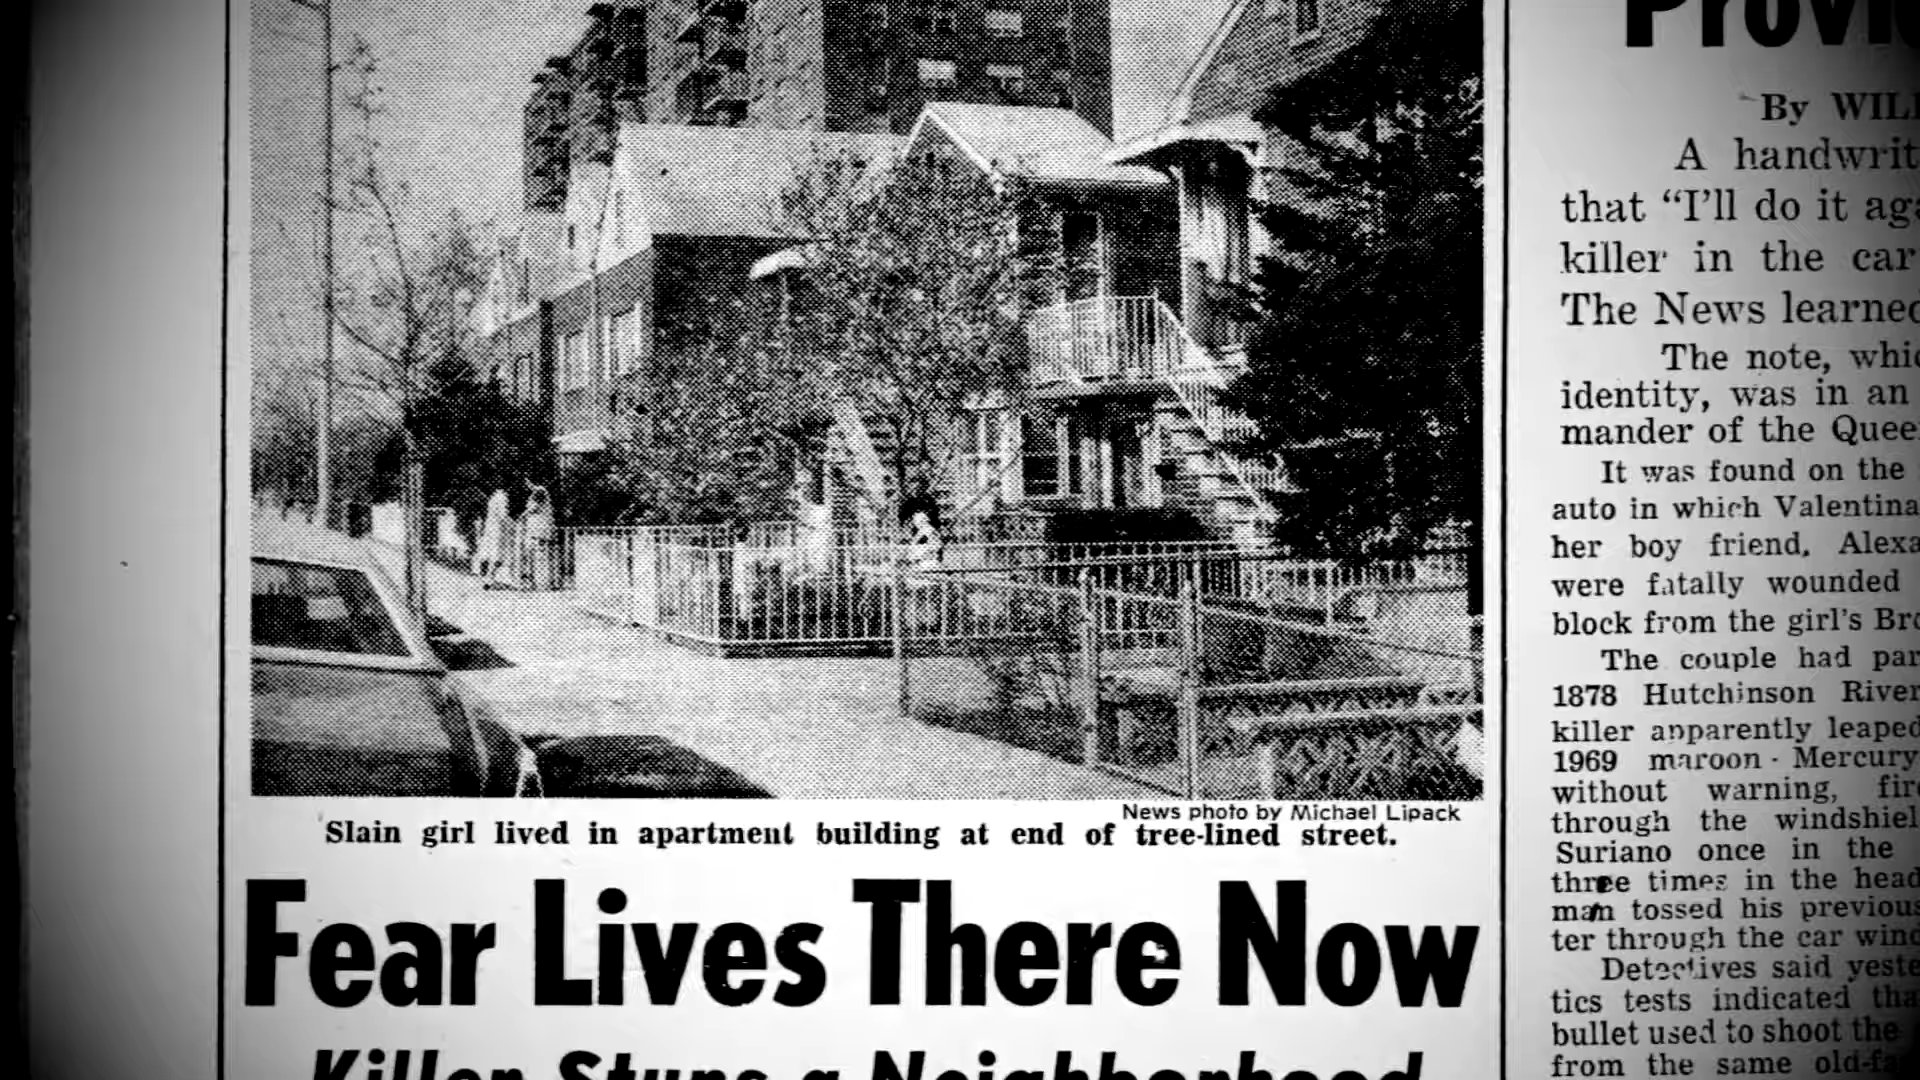 News photo by Michael Lipack
Slain girl lived in apartment building at end of tree-lined street.
Fear Lives There Now
Killer Stuns a Neighborhood
By
A handwrit
that “I’ll do it aga
killer in the car
The News learned
The note, whic
identity, was in an
mander of the Quee
It was found on the
auto in which Valentina
her boy friend, Alexa
were fatally wounded
block from the girl's Bro
The couple had par
1878 Hutchinson River
killer apparently leaped
1969 maroon Mercury
without warning, fire
through the windshiel
Suriano once in the
three times in the head
man tossed his previous
ter through the car wind
Detectives said yeste
tics tests indicated tha
bullet used to shoot the
from the same